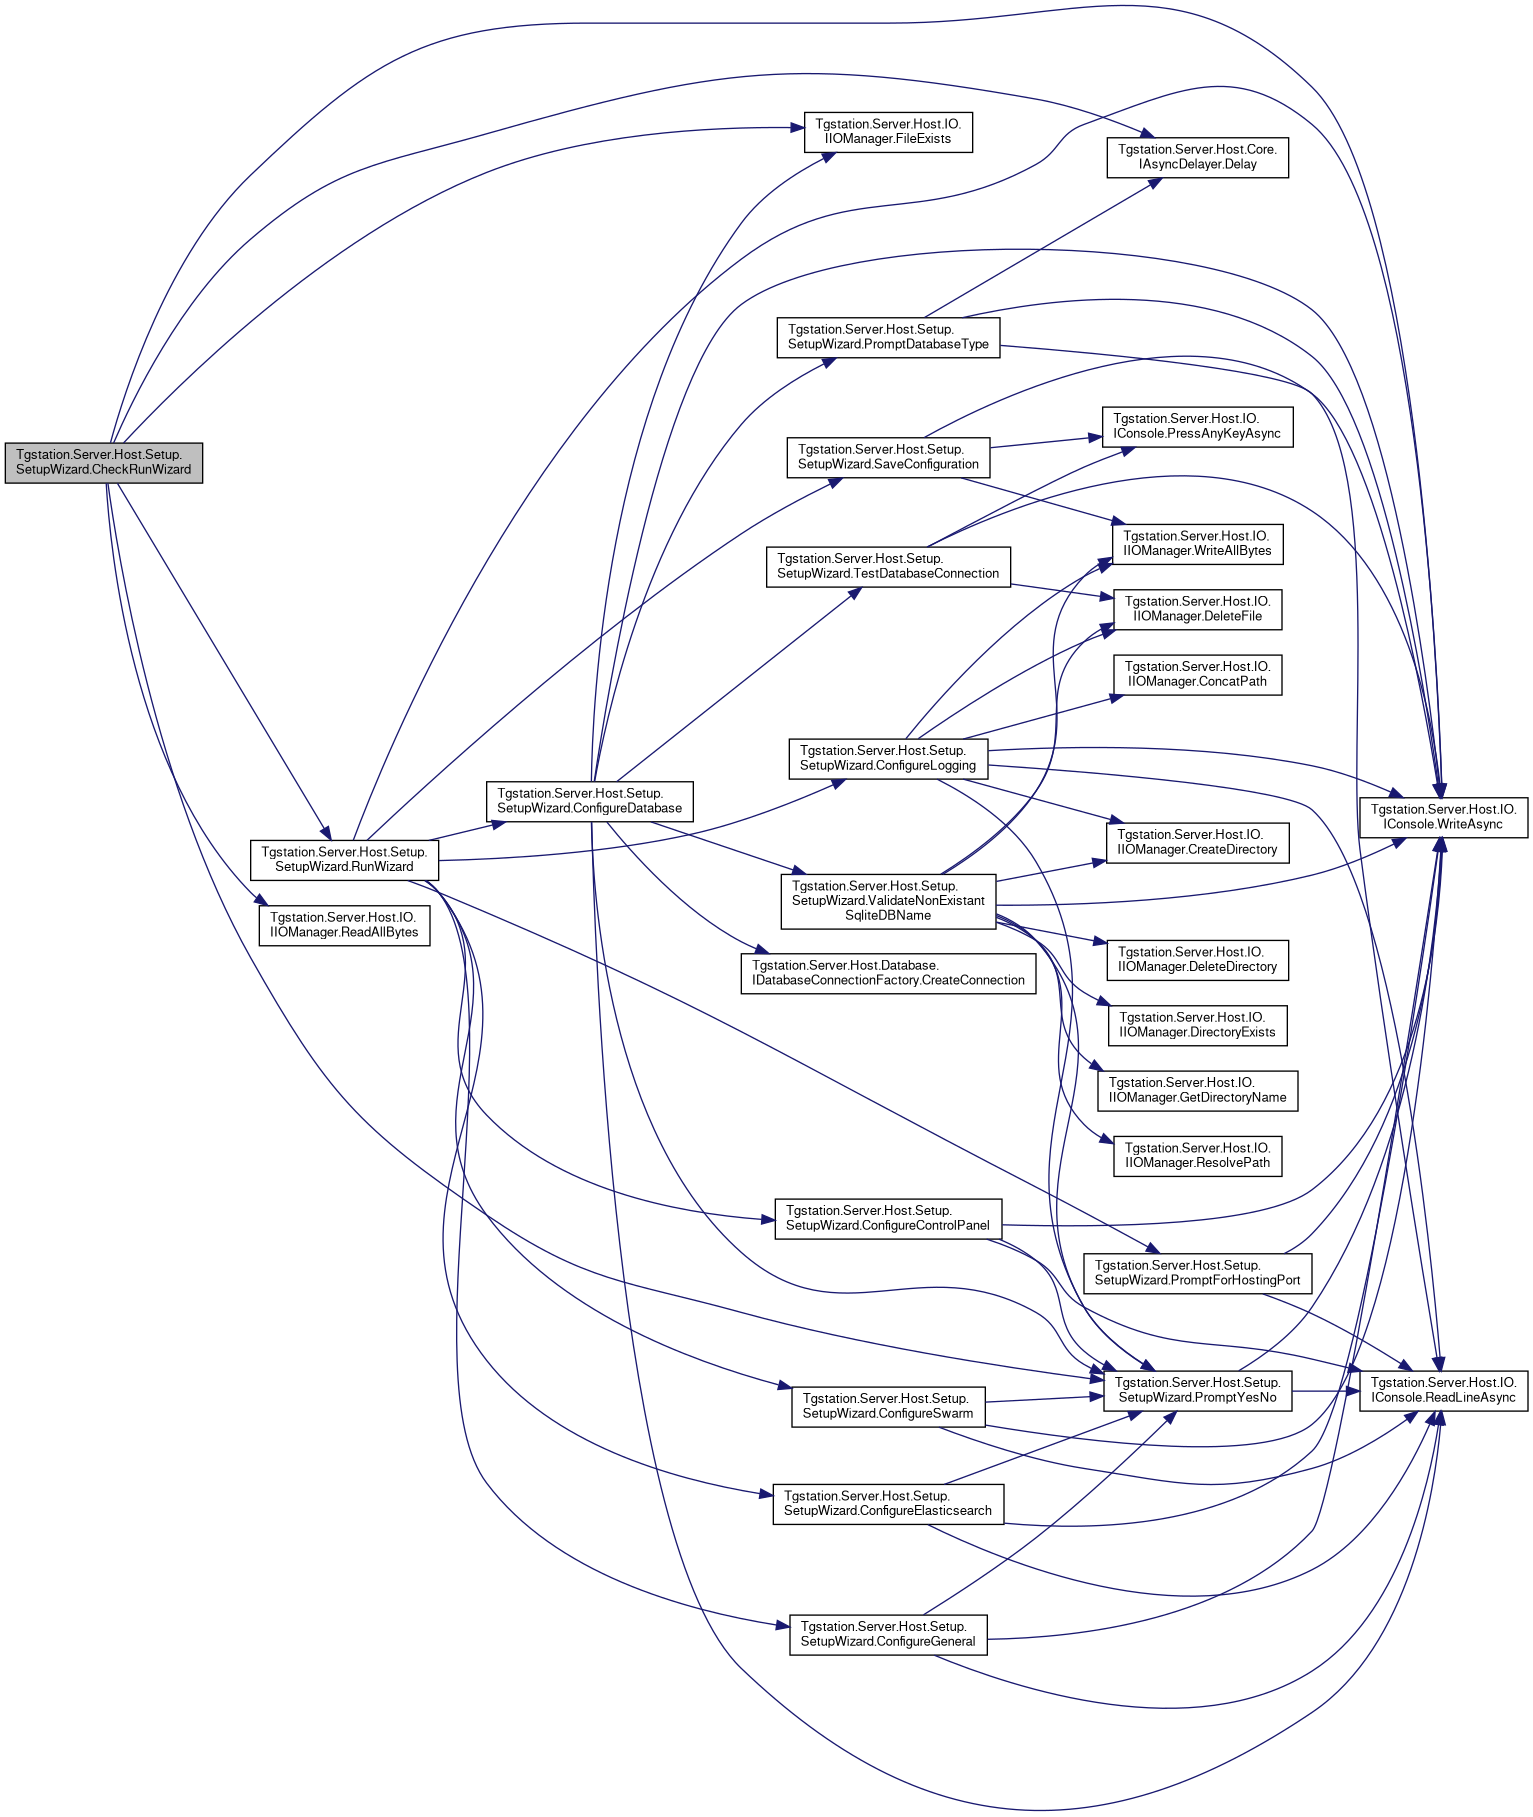 Tgstation.Server.Host.Setup.
SetupWizard.CheckRunWizard
Tgstation.Server.Host.Setup.
SetupWizard.RunWizard
Tgstation.Server.Host.IO.
IIOManager.ReadAllBytes
Tgstation.Server.Host.Setup.
SetupWizard.ConfigureDatabase
Tgstation.Server.Host.IO.
IIOManager.FileExists
Tgstation.Server.Host.Setup.
SetupWizard.PromptDatabaseType
Tgstation.Server.Host.Setup.
SetupWizard.SaveConfiguration
Tgstation.Server.Host.Setup.
SetupWizard.TestDatabaseConnection
Tgstation.Server.Host.Setup.
SetupWizard.ConfigureLogging
Tgstation.Server.Host.Setup.
SetupWizard.ValidateNonExistant
SqliteDBName
Tgstation.Server.Host.Database.
IDatabaseConnectionFactory.CreateConnection
Tgstation.Server.Host.Setup.
SetupWizard.ConfigureControlPanel
Tgstation.Server.Host.Setup.
SetupWizard.ConfigureSwarm
Tgstation.Server.Host.Setup.
SetupWizard.ConfigureElasticsearch
Tgstation.Server.Host.Setup.
SetupWizard.ConfigureGeneral
Tgstation.Server.Host.Core.
IAsyncDelayer.Delay
Tgstation.Server.Host.IO.
IConsole.PressAnyKeyAsync
Tgstation.Server.Host.IO.
IIOManager.WriteAllBytes
Tgstation.Server.Host.IO.
IIOManager.DeleteFile
Tgstation.Server.Host.IO.
IIOManager.ConcatPath
Tgstation.Server.Host.IO.
IIOManager.CreateDirectory
Tgstation.Server.Host.IO.
IIOManager.DeleteDirectory
Tgstation.Server.Host.IO.
IIOManager.DirectoryExists
Tgstation.Server.Host.IO.
IIOManager.GetDirectoryName
Tgstation.Server.Host.IO.
IIOManager.ResolvePath
Tgstation.Server.Host.Setup.
SetupWizard.PromptForHostingPort
Tgstation.Server.Host.Setup.
SetupWizard.PromptYesNo
Tgstation.Server.Host.IO.
IConsole.WriteAsync
Tgstation.Server.Host.IO.
IConsole.ReadLineAsync